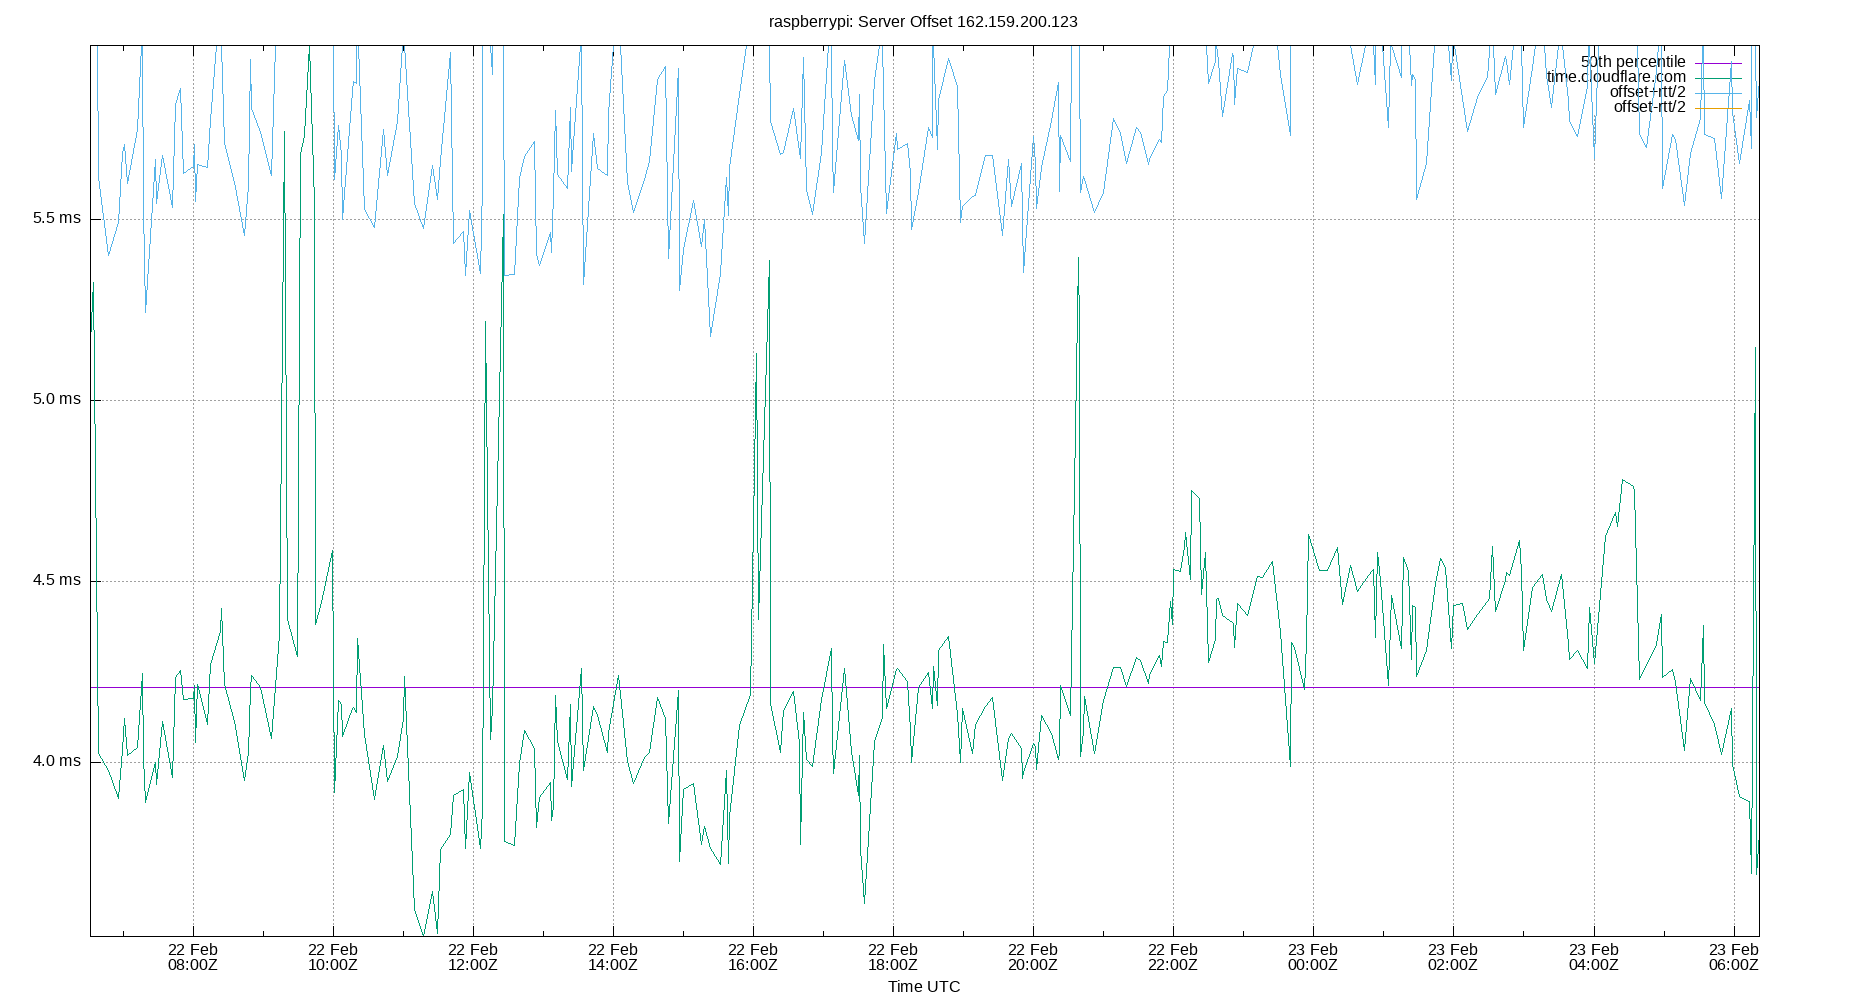 raspberrypi: Server Offset 162.159.200.123
50th percentile
time.cloudflare.com
offset+rtt/2
offset-rtt/2
5.5 ms
5.0 ms
4.5 ms
4.0 ms
22 Feb 22 Feb 22 Feb 22 Feb 22 Feb 22 Feb 22 Feb 22 Feb 23 Feb 23 Feb 23 Feb 23 Feb
08:00Z 10:00Z 12:00Z 14:00Z 16:00Z 18:00Z 20:00Z 22:00Z 00:00Z 02:00Z 04:00Z 06:00Z
Time UTC